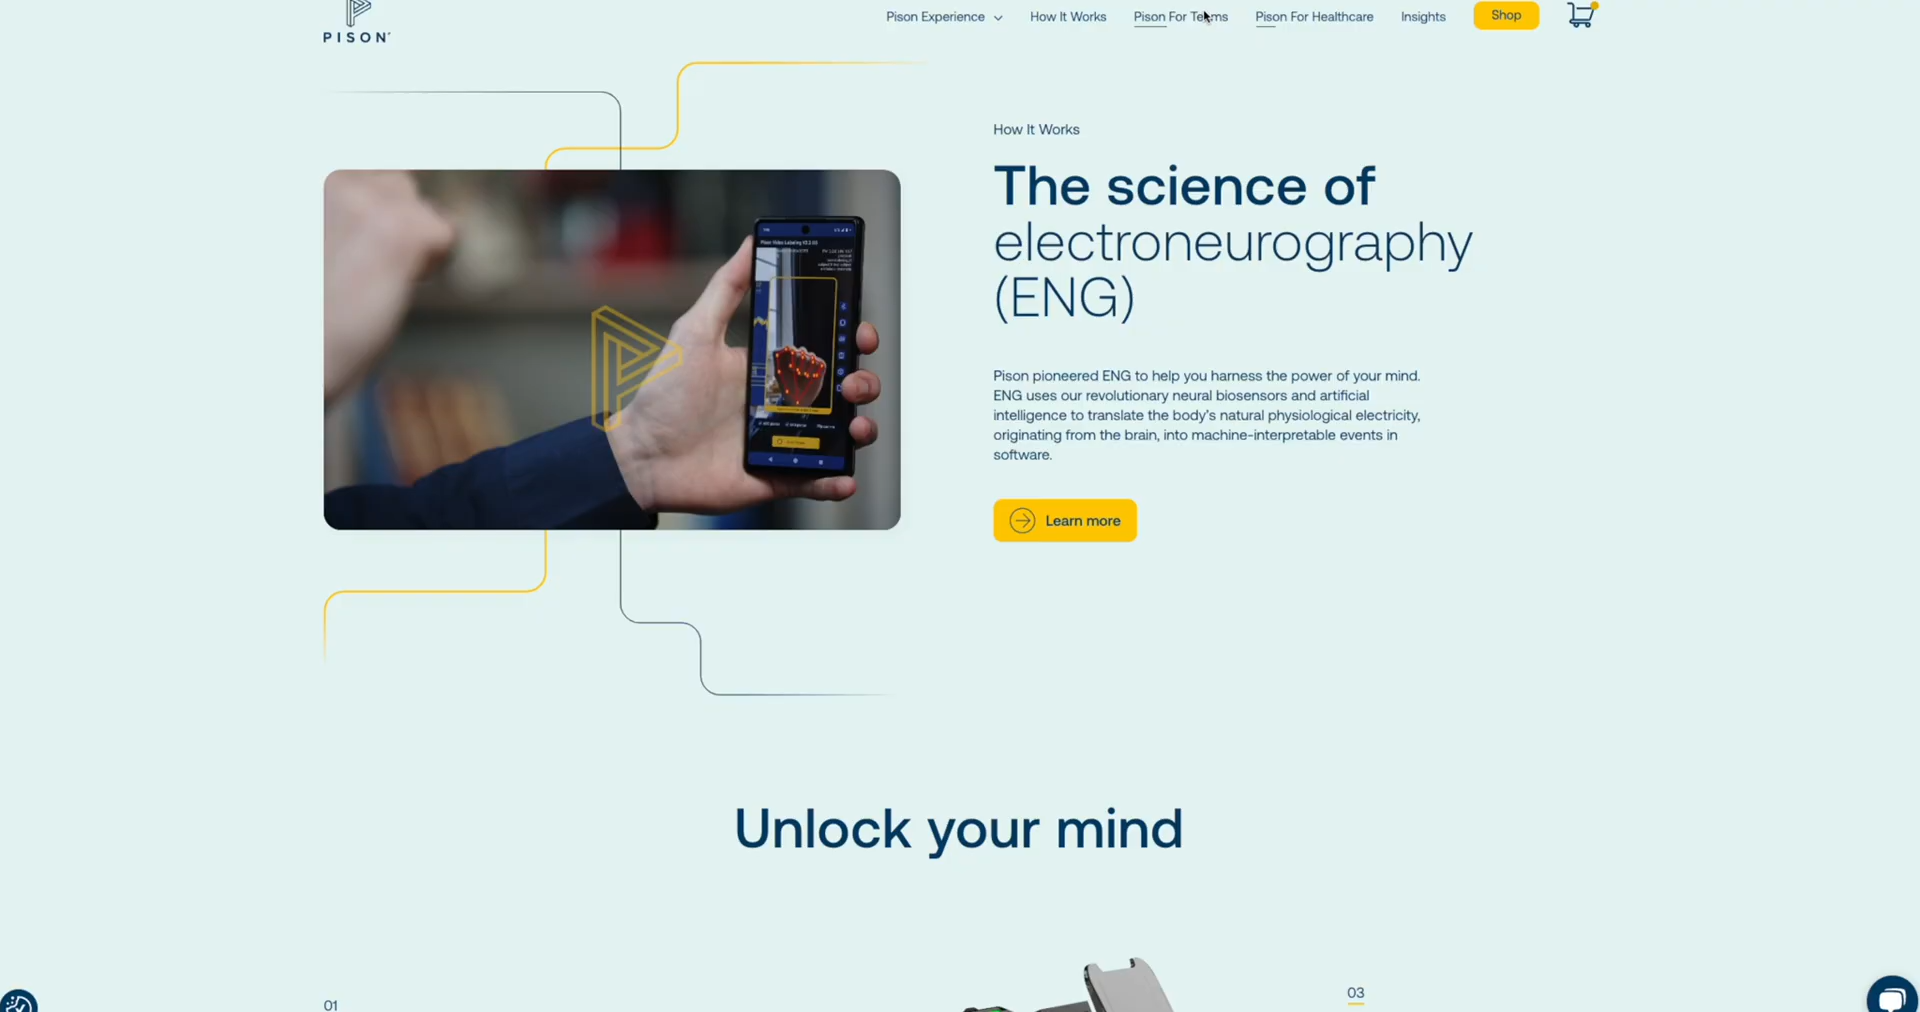 PISON
Pison Experience
How It Works
Pison For Teams
Pison For Healthcare
Insights
Shop
How It Works
The science of
electroneurography
(ENG)
Pison pioneered ENG to help you harness the power of your mind.
ENG uses our revolutionary neural biosensors and artificial
intelligence to translate the body's natural physiological electricity,
originating from the brain, into machine-interpretable events in
software.
Learn more
Unlock your mind
01
03